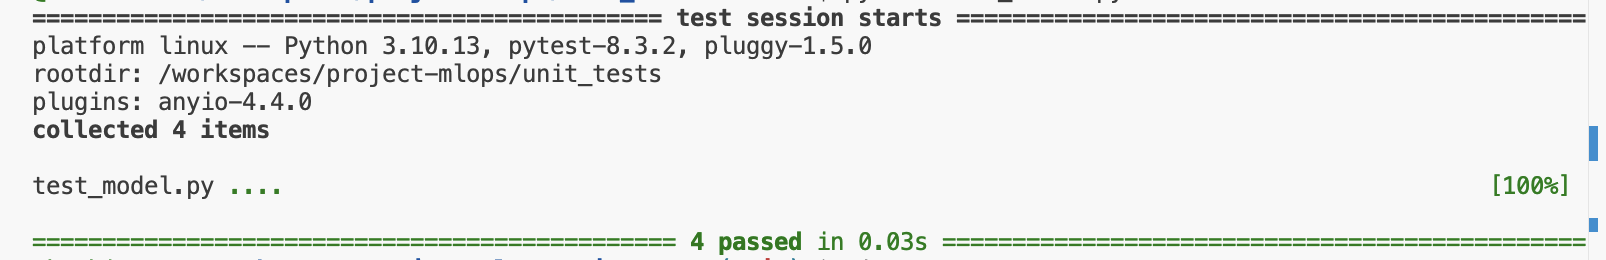 ============================================= test session starts =============================================
platform linux -- Python 3.10.13, pytest-8.3.2, pluggy-1.5.0
rootdir: /workspaces/project-mlops/unit_tests
plugins: anyio-4.4.0
collected 4 items
test_model.py .... [100%]
============================================== 4 passed in 0.03s ==============================================